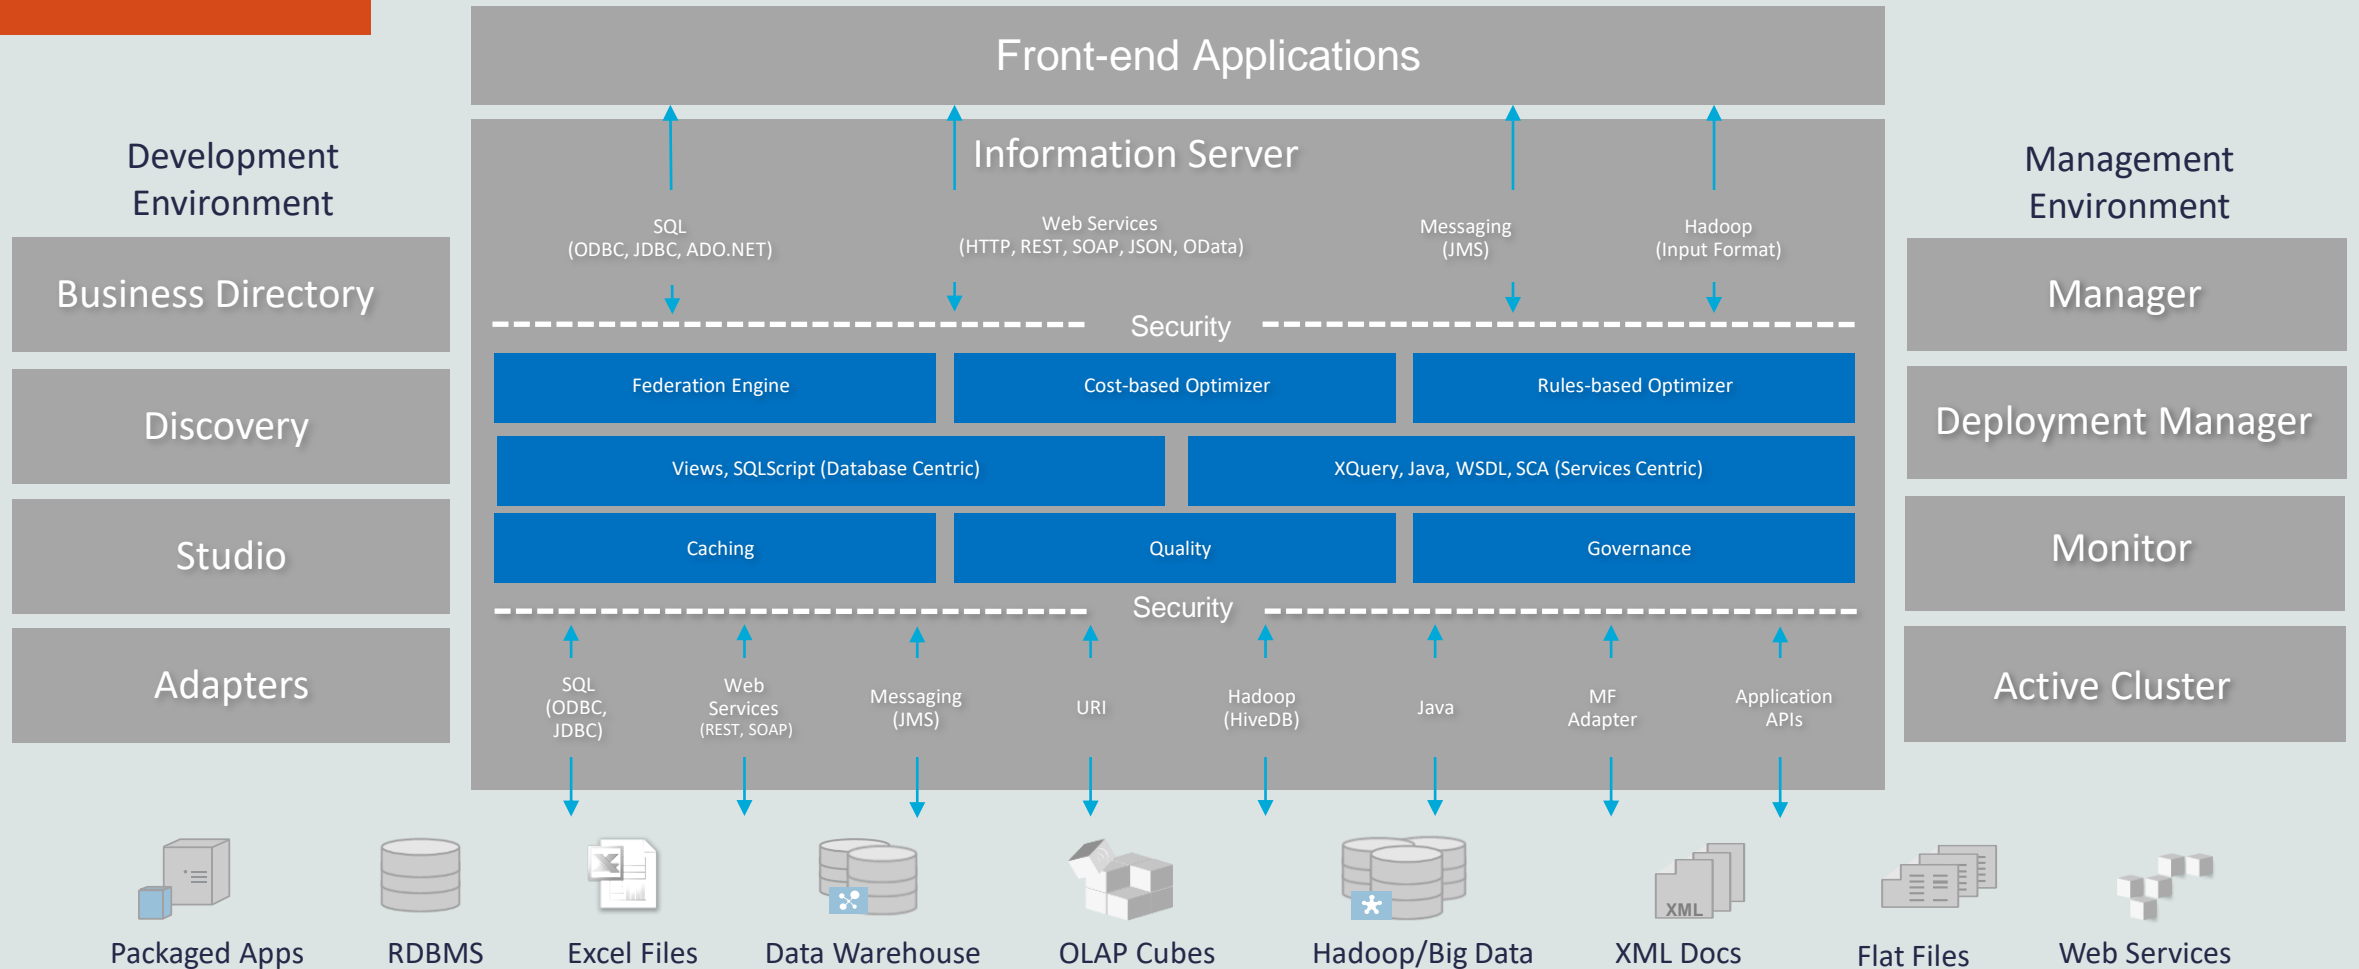 Front-end Applications
Development
Environment
Business Directory
Discovery
Studio
Adapters
Information Server
SQL
(ODBC, JDBC, ADO.NET)
Web Services
(HTTP, REST, SOAP, JSON, OData)
Messaging
(JMS)
Hadoop
(Input Format)
Security
Federation Engine
Cost-based Optimizer
Rules-based Optimizer
Views, SQLScript (Database Centric)
XQuery, Java, WSDL, SCA (Services Centric)
Caching
Quality
Governance
Security
SQL
(ODBC,
JDBC)
Web
Services
(REST, SOAP)
Messaging
(JMS)
URI
Hadoop
(HiveDB)
Java
MF
Adapter
Application
APIs
Management
Environment
Manager
Deployment Manager
Monitor
Active Cluster
XML
Packaged Apps
RDBMS
Excel Files
Data Warehouse
OLAP Cubes
Hadoop/Big Data
XML Docs
Flat Files
Web Services